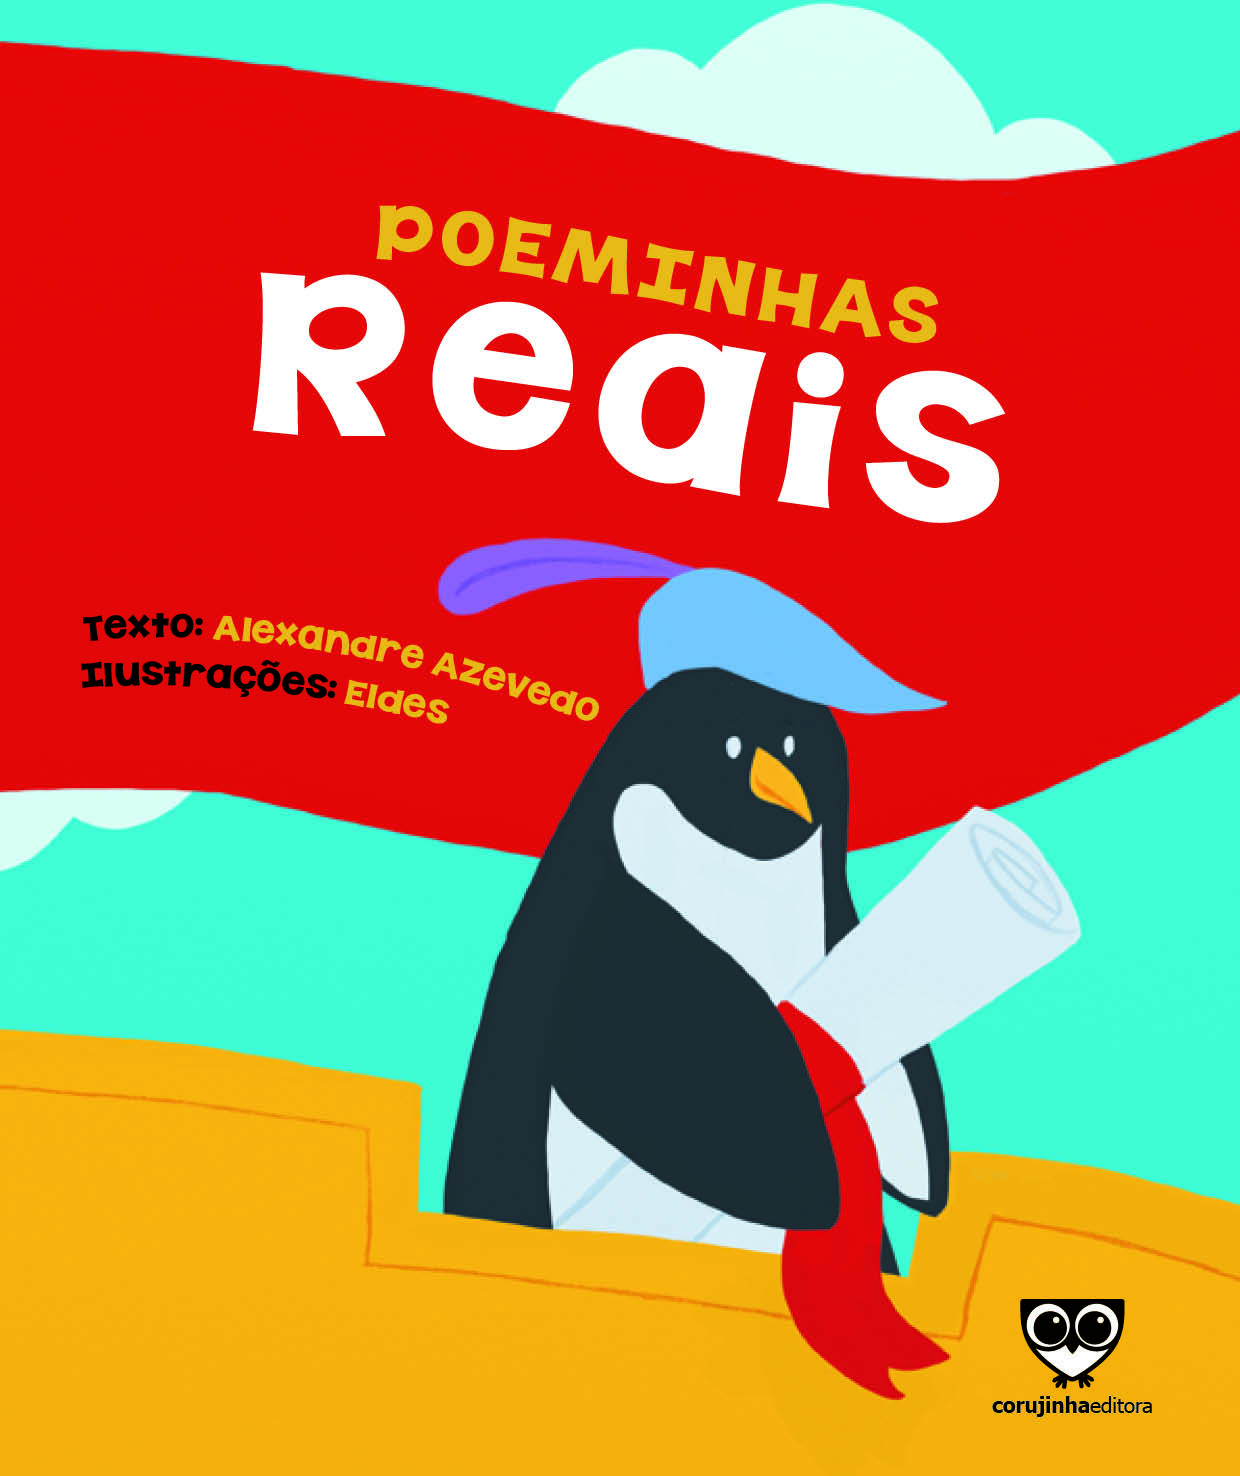 POEMINHAS
Reais
Texto: Alexandre Azevedo
Ilustrações: Eldes
corujinhaeditora